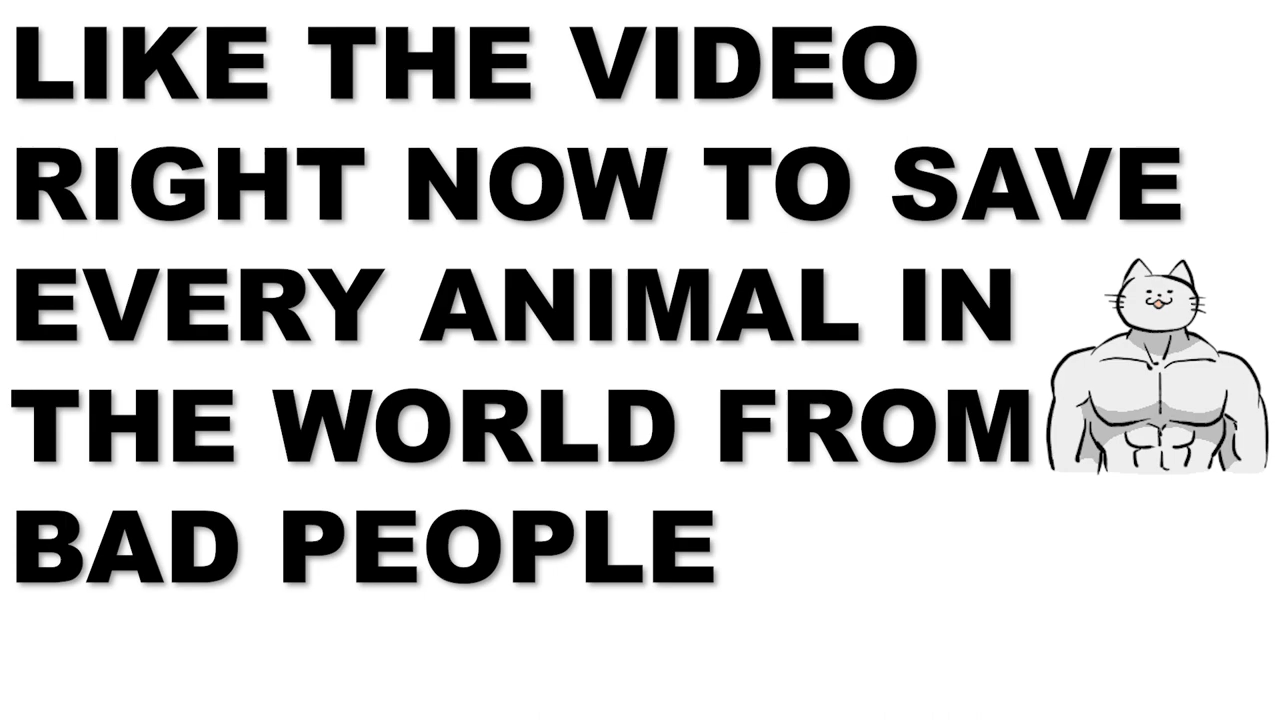 LIKE THE VIDEO
RIGHT NOW TO SAVE
EVERY ANIMAL IN
THE WORLD FROM
BAD PEOPLE